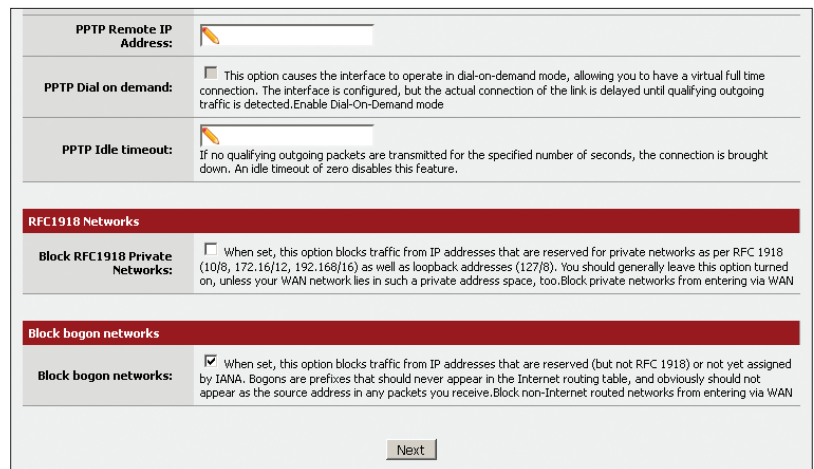 PPTP Remote IP
Address:
PPTP Dial on demand:
This option causes the interface to operate in dial-on-demand mode, allowing you to have a virtual full time
connection. The interface is configured, but the actual connection of the link is delayed until qualifying outgoing
traffic is detected.Enable Dial-On-Demand mode
PPTP Idle timeout:
If no qualifying outgoing packets are transmitted for the specified number of seconds, the connection is brought
down. An idle timeout of zero disables this feature.
RFC1918 Networks
Block RFC1918 Private
Networks:
When set, this option blocks traffic from IP addresses that are reserved for private networks as per RFC 1918
(10/8, 172.16/12, 192.168/16) as well as loopback addresses (127/8). You should generally leave this option turned
on, unless your WAN network lies in such a private address space, too.Block private networks from entering via WAN
Block bogon networks
Block bogon networks:
When set, this option blocks traffic from IP addresses that are reserved (but not RFC 1918) or not yet assigned
by IANA. Bogons are prefixes that should never appear in the Internet routing table, and obviously should not
appear as the source address in any packets you receive.Block non-Internet routed networks from entering via WAN
Next